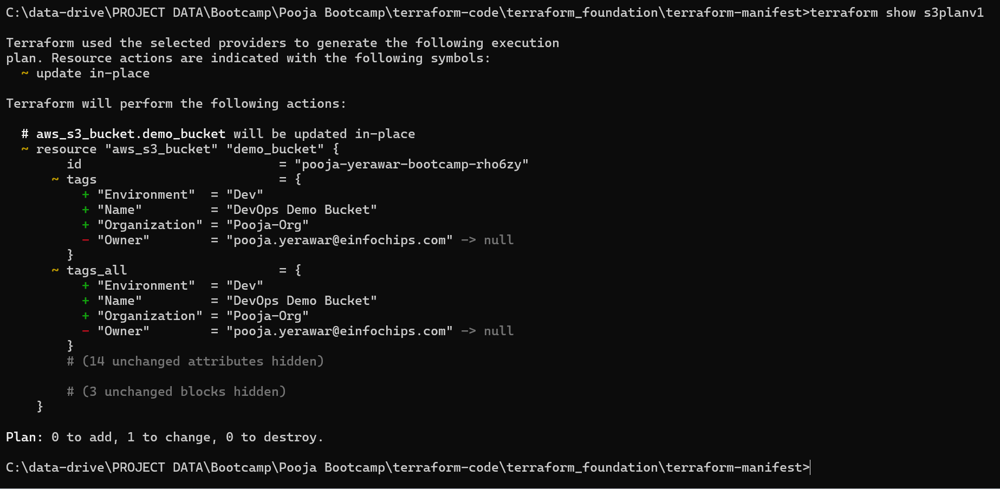 C:\data-drive\PROJECT DATA\Bootcamp\Pooja Bootcamp\terraform-code\terraform_foundation\terraform-manifest>terraform show s3planv1
Terraform used the selected providers to generate the following execution
plan. Resource actions are indicated with the following symbols:
  ~ update in-place
Terraform will perform the following actions:
  # aws_s3_bucket.demo_bucket will be updated in-place
  ~ resource "aws_s3_bucket" "demo_bucket" {
        id                          = "pooja-yerawar-bootcamp-rho6zy"
      ~ tags                        = {
          + "Environment"  = "Dev"
          + "Name"         = "DevOps Demo Bucket"
          + "Organization" = "Pooja-Org"
          - "Owner"        = "pooja.yerawar@einfochips.com" -> null
        }
      ~ tags_all                    = {
          + "Environment"  = "Dev"
          + "Name"         = "DevOps Demo Bucket"
          + "Organization" = "Pooja-Org"
          - "Owner"        = "pooja.yerawar@einfochips.com" -> null
        }
        # (14 unchanged attributes hidden)
        # (3 unchanged blocks hidden)
    }
Plan: 0 to add, 1 to change, 0 to destroy.
C:\data-drive\PROJECT DATA\Bootcamp\Pooja Bootcamp\terraform-code\terraform_foundation\terraform-manifest>